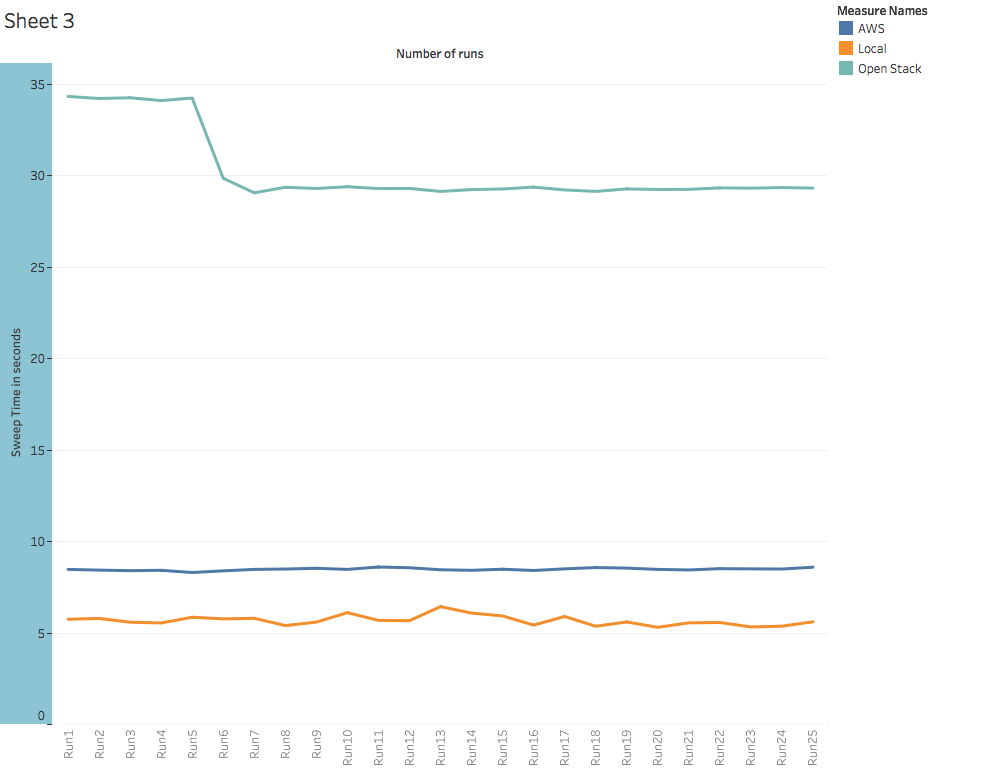 Sheet 3
Measure Names
AWS
Local
Open Stack
Number of runs
Sweep Time in seconds
35
30
25
20
15
10
5
0
Run1
Run2
Run3
Run4
Run5
Run6
Run7
Run8
Run9
Run10
Run11
Run12
Run13
Run14
Run15
Run16
Run17
Run18
Run19
Run20
Run21
Run22
Run23
Run24
Run25